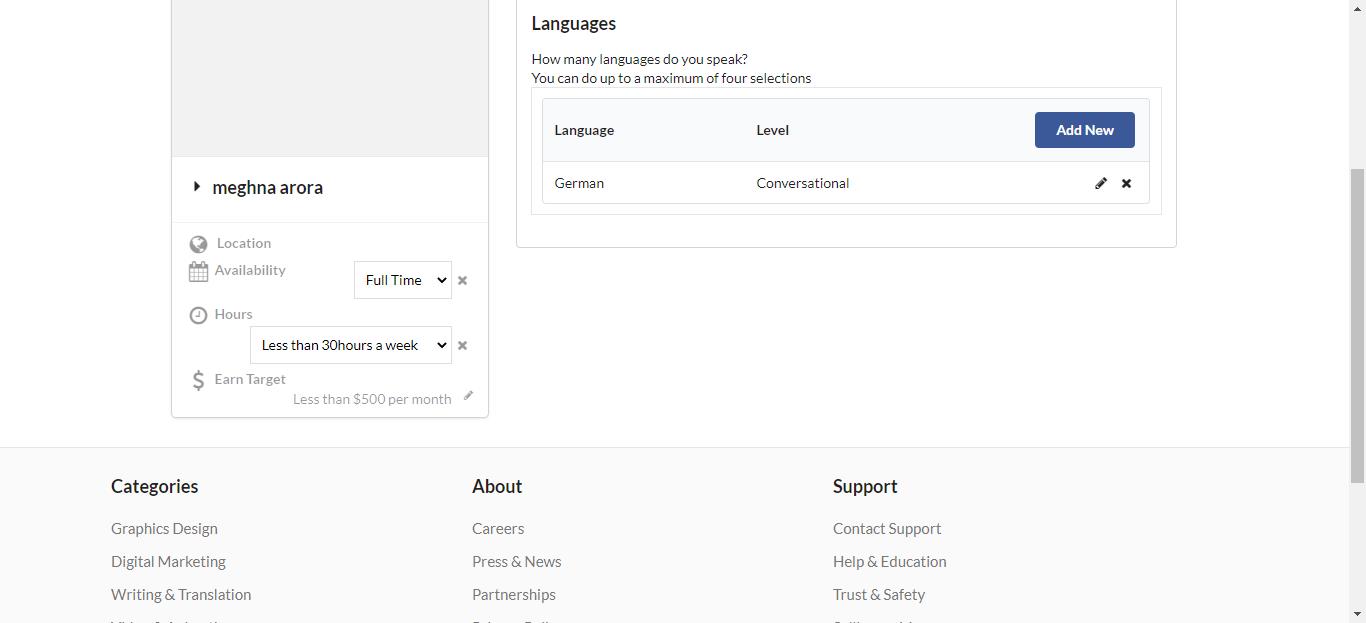 Languages
How many languages do you speak?
You can do up to a maximum of four selections
Language Level Add New
German Conversational
meghna arora
Location
Availability
Full Time
Hours
Less than 30hours a week
Earn Target
Less than $500 per month
Categories
Graphics Design
Digital Marketing
Writing & Translation
About
Careers
Press & News
Partnerships
Support
Contact Support
Help & Education
Trust & Safety